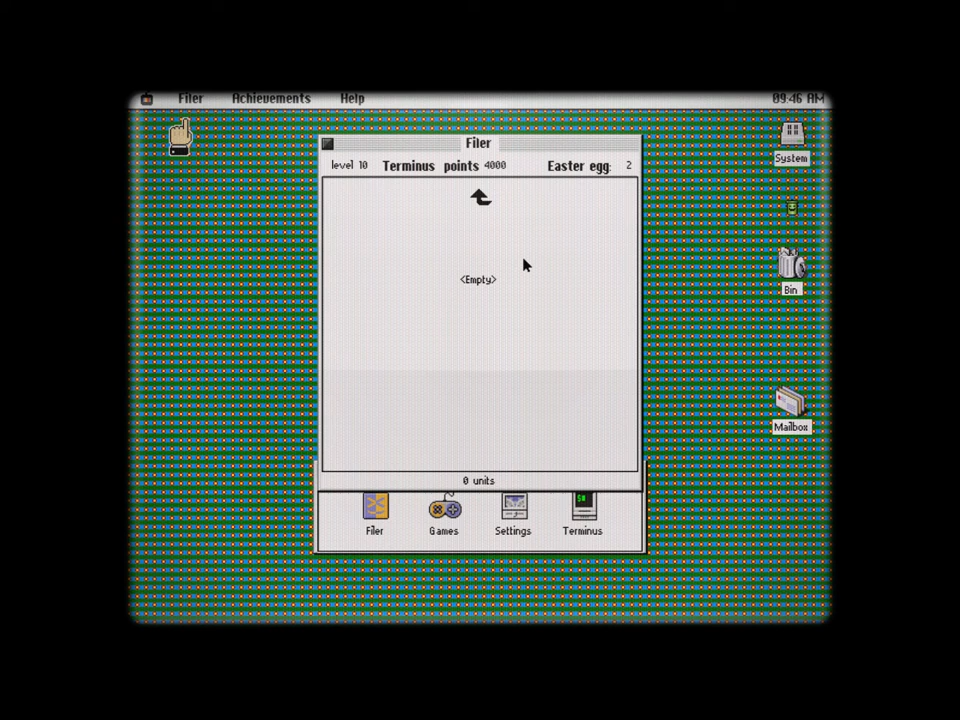 Filer Achievements Help 09:46 AM
Filer
level 10 Terminus points 4000 Easter egg: 2
System
<Empty>
Bin
Mailbox
0 units
Filer Games Settings Terminus